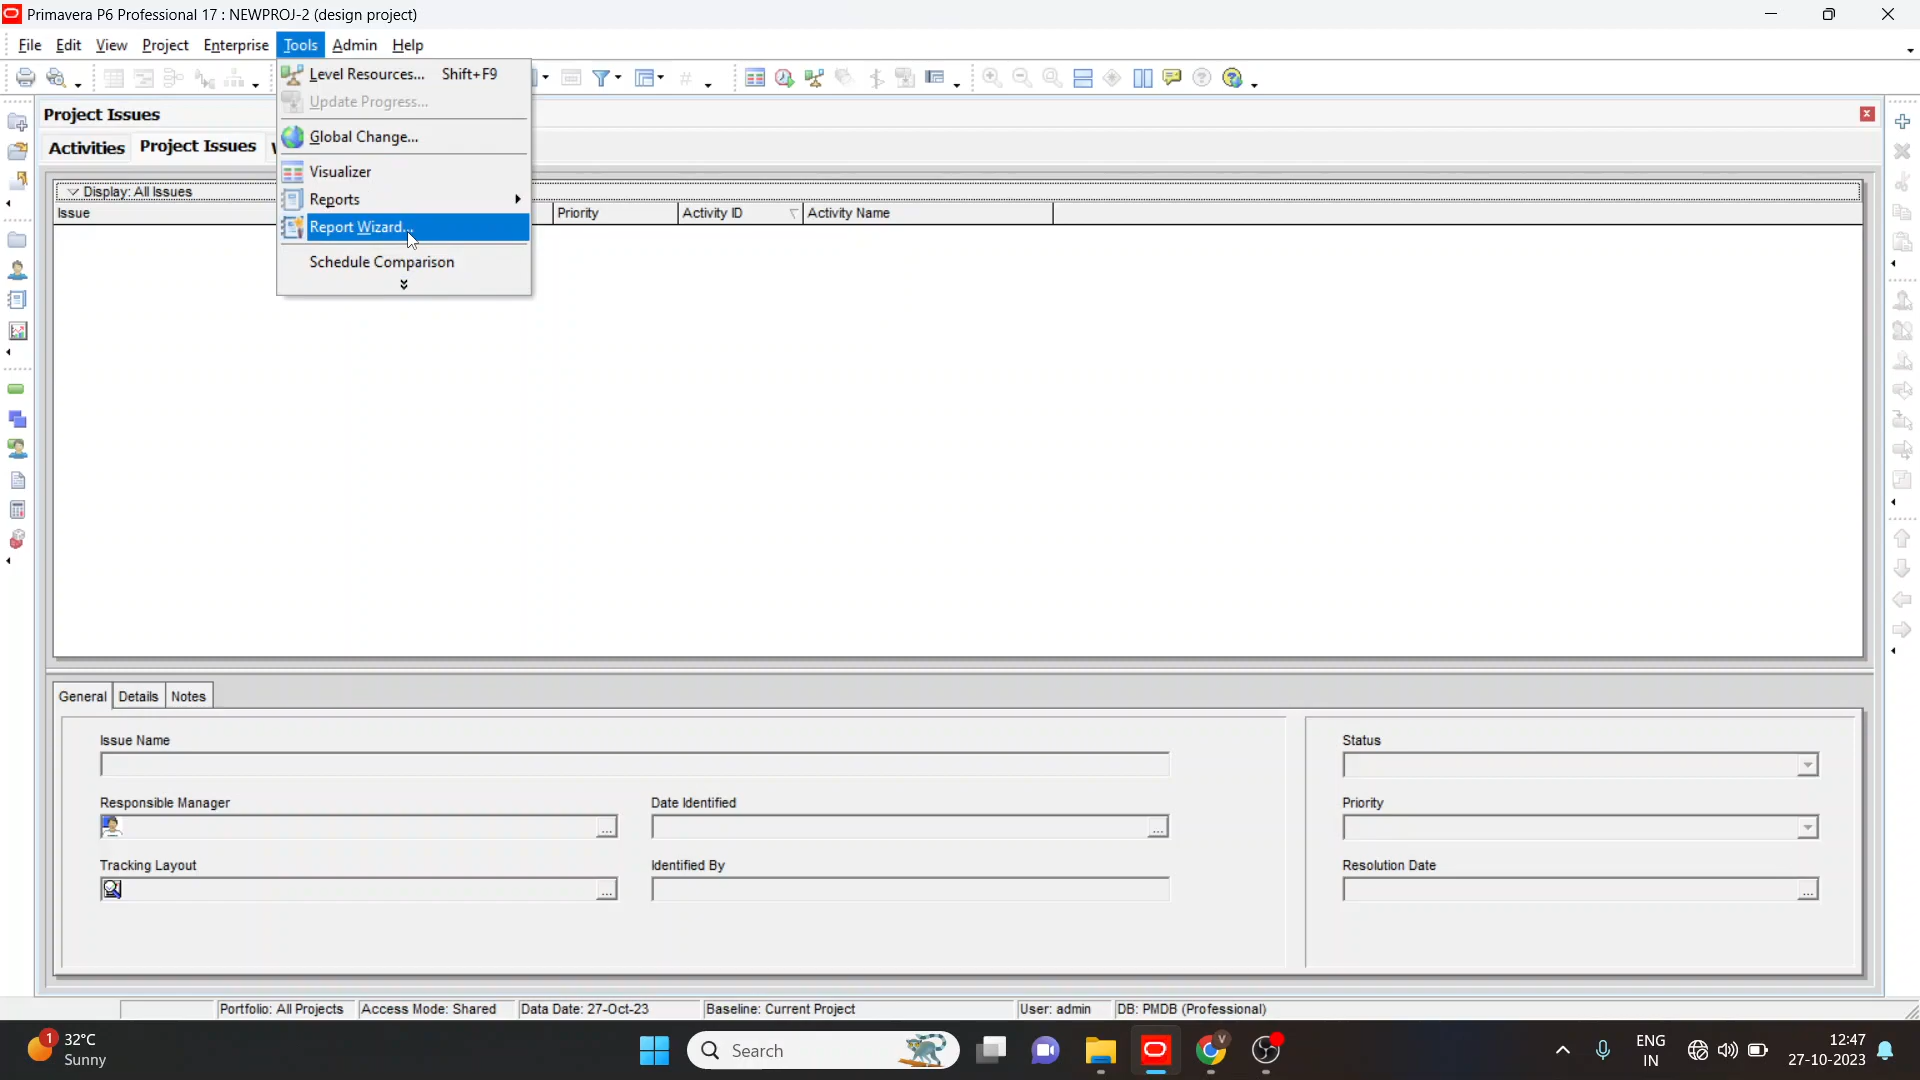 Primavera P6 Professional 17 : NEWPROJ-2 (design project)
File Edit View Project Enterprise Tools Admin Help
Level Resources... Shift+F9
Update Progress...
Global Change...
Visualizer
Reports
Report Wizard...
Schedule Comparison
Project Issues
Activities Project Issues
Display: All Issues
Issue Priority Activity ID Activity Name
General Details Notes
Issue Name Status
Responsible Manager Date Identified Priority
Tracking Layout Identified By Resolution Date
Portfolio: All Projects Access Mode: Shared Data Date: 27-Oct-23 Baseline: Current Project User: admin DB: PMDB (Professional)
1 32°C
Sunny
Search
ENG
IN
12:47
27-10-2023